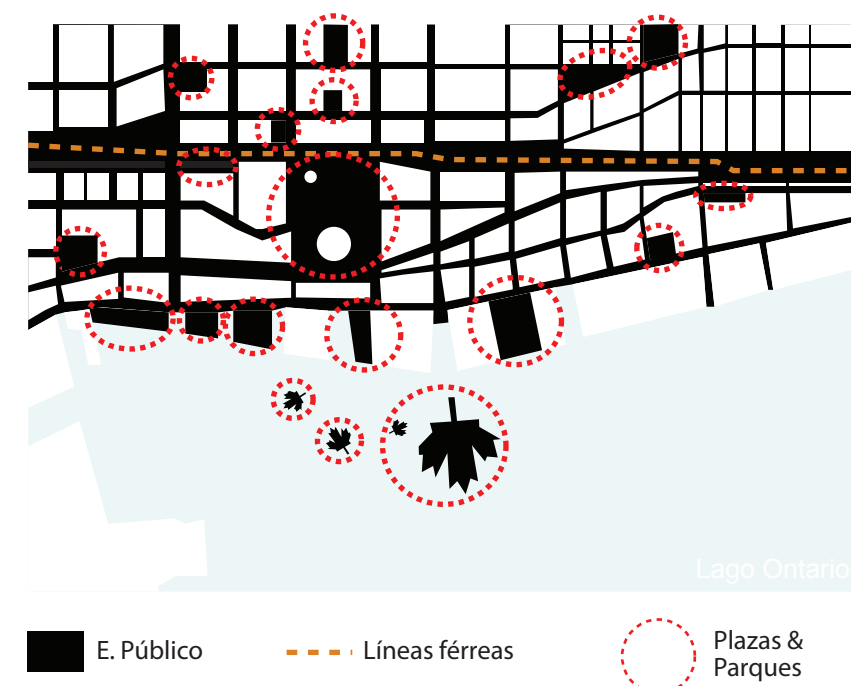 Lago Ontario
E. Público
Líneas férreas
Plazas &
Parques